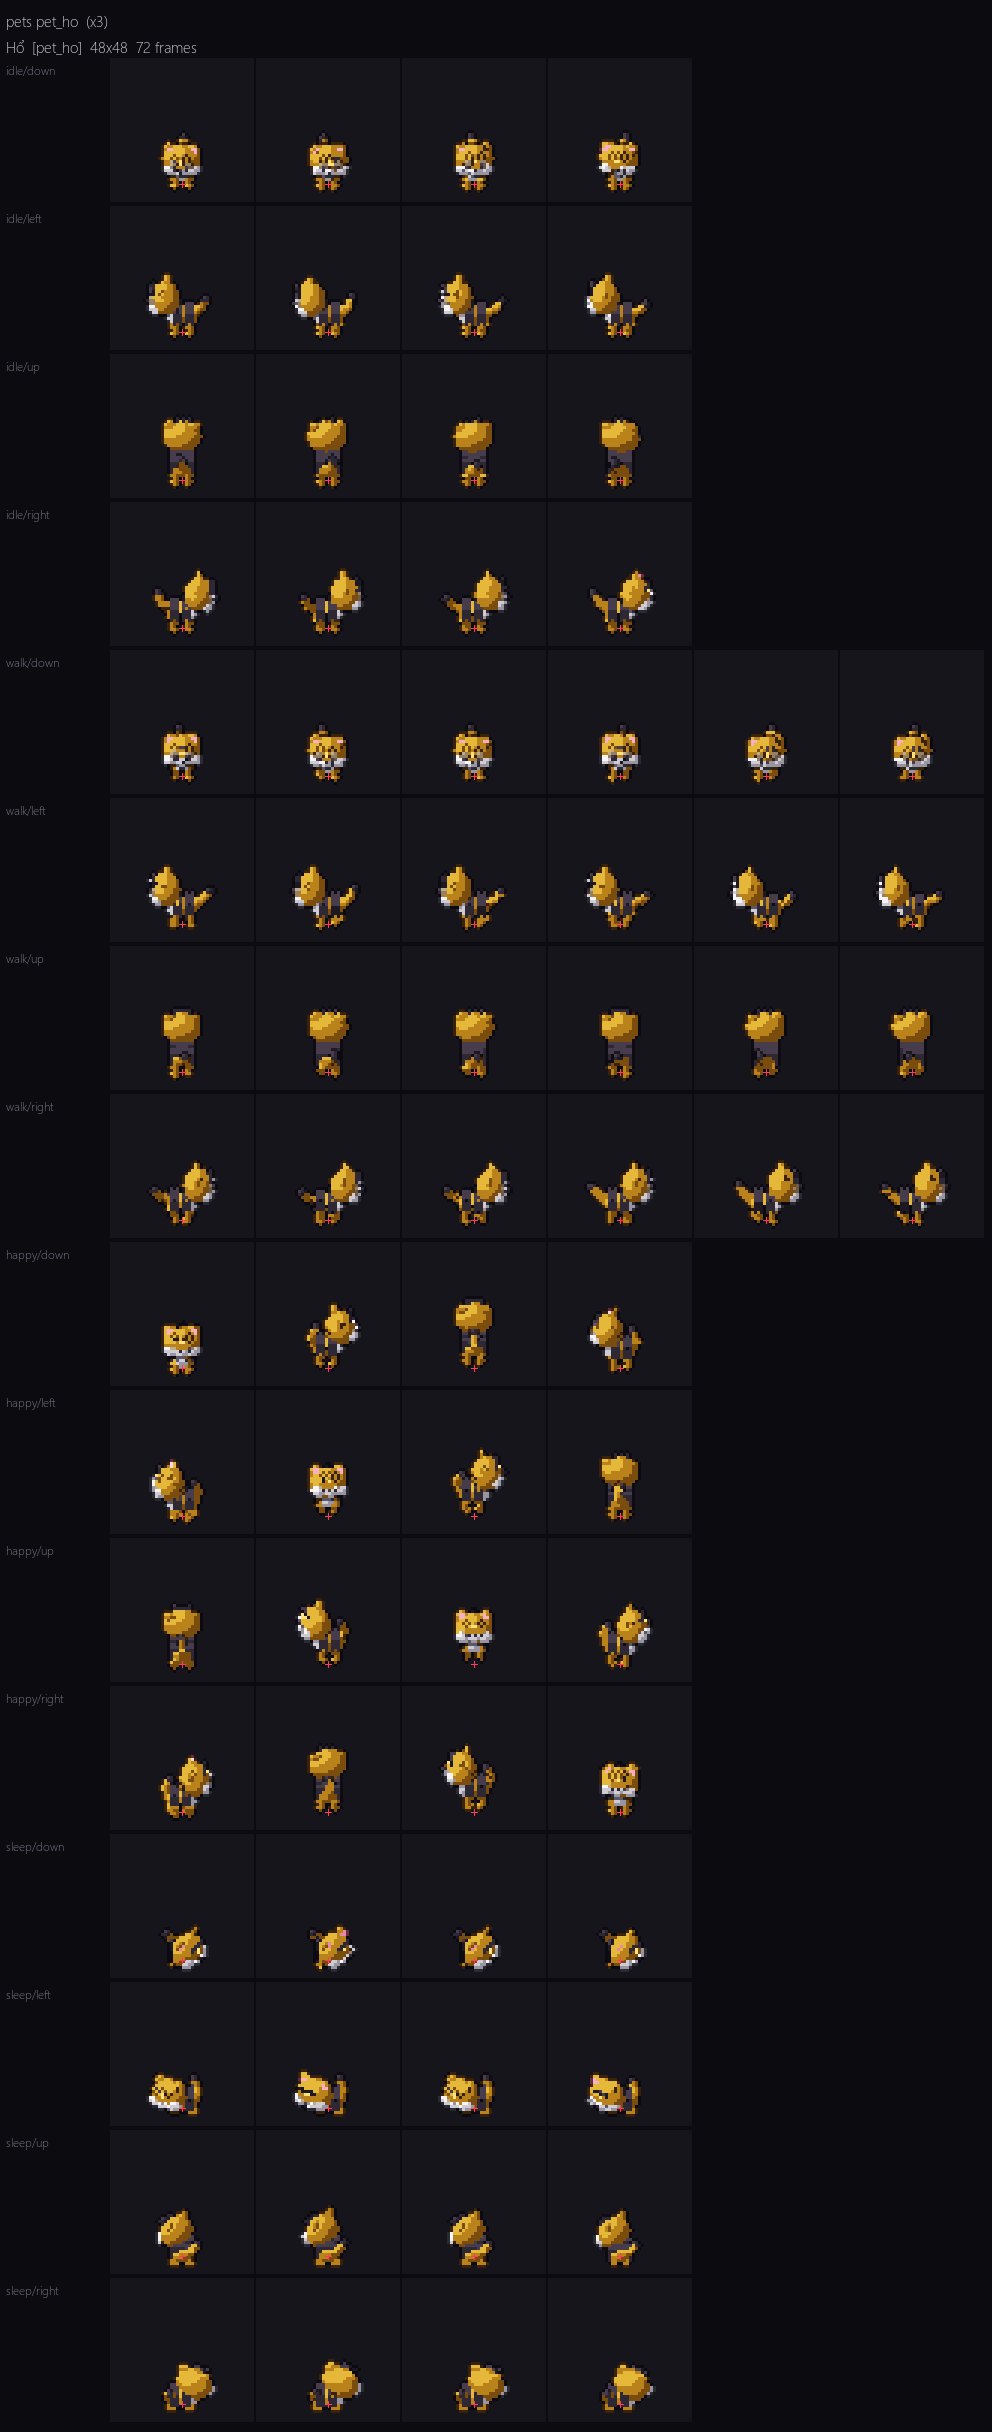 pets pet_ho (x3)
Hổ [pet_ho] 48x48 72 frames
idle/down
idle/left
idle/up
idle/right
walk/down
walk/left
walk/up
walk/right
happy/down
happy/left
happy/up
happy/right
sleep/down
sleep/left
sleep/up
sleep/right